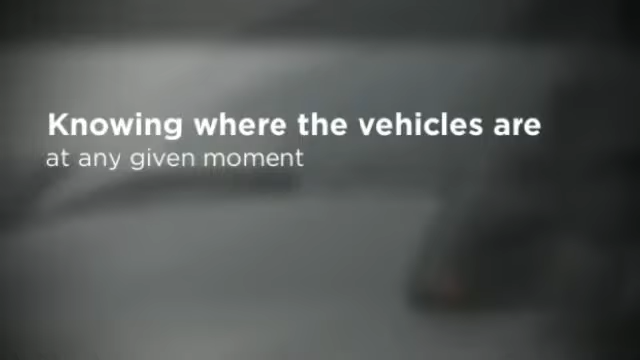 Knowing where the vehicles are
at any given moment